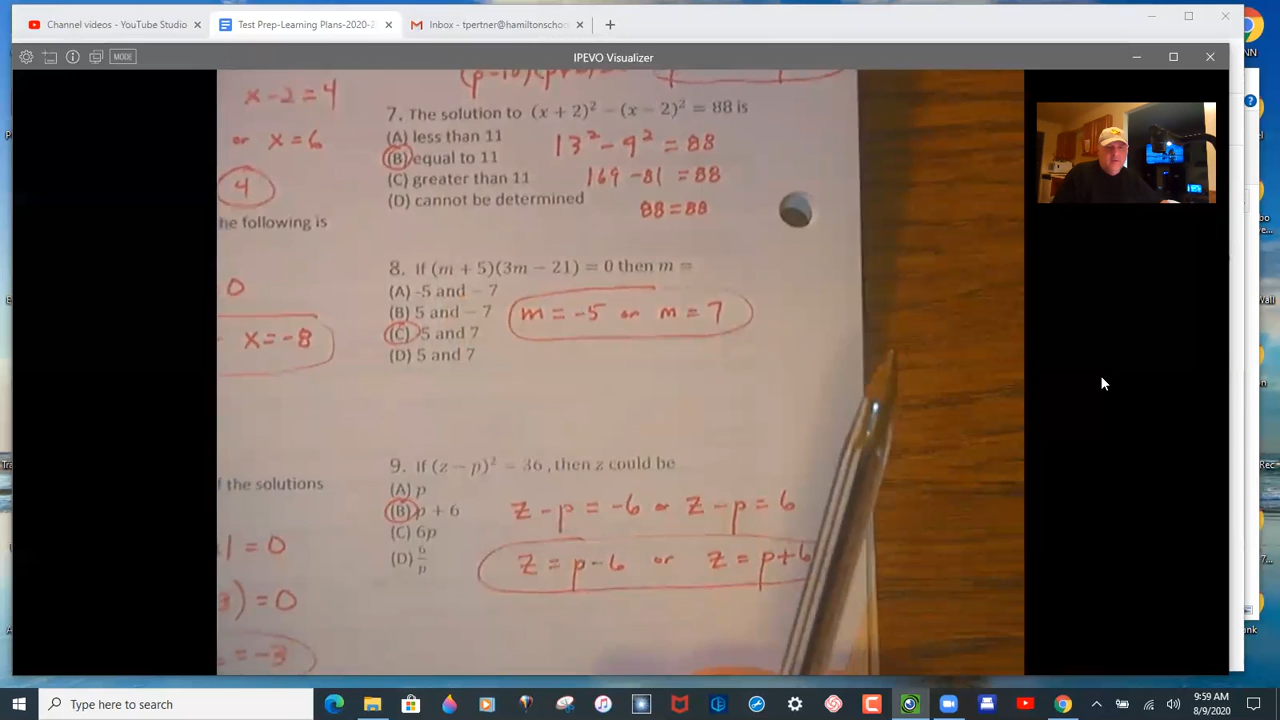 Channel videos - YouTube Studio
Test Prep-Learning Plans-2020-2
Inbox - tpertner@hamiltonschoo
MODE
IPEVO Visualizer
x-2=4
or x=6
4
he following is
0
x=-8
f the solutions
1=0
) =0
= -3
7. The solution to (x + 2)² − (x − 2)² = 88 is
(A) less than 11
(B) equal to 11
(C) greater than 11
(D) cannot be determined
13²-9² = 88
169 -81 = 88
88=88
8. If (m + 5)(3m − 21) = 0 then m =
(A) -5 and − 7
(B) 5 and − 7
(C) -5 and 7
(D) 5 and 7
m = -5 or m = 7
9. If (z − p)² = 36 , then z could be
(A) p
(B) p + 6
(C) 6p
(D) 6/p
z-p = -6 or z-p = 6
z = p-6 or z = p+6
Type here to search
9:59 AM
8/9/2020